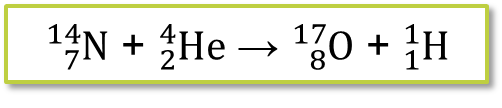 ¹⁴₇N + ⁴₂He → ¹⁷₈O + ¹₁H